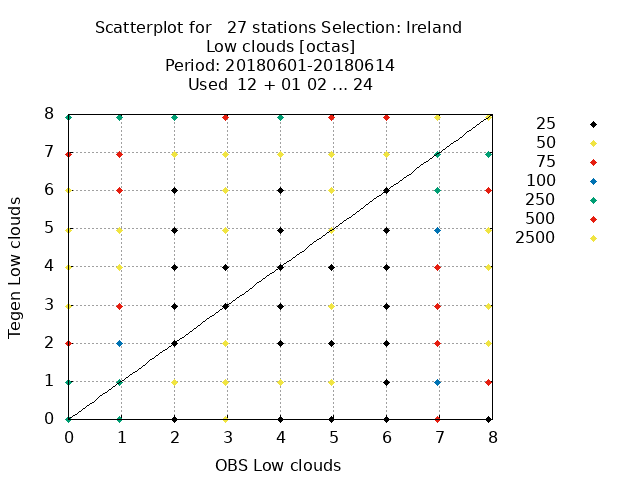 Scatterplot for   27 stations Selection: Ireland
Low clouds [octas]
Period: 20180601-20180614
Used  12 + 01 02 ... 24
8
7
6
5
4
3
2
1
0
0 1 2 3 4 5 6 7 8
Tegen Low clouds
OBS Low clouds
25
50
75
100
250
500
2500